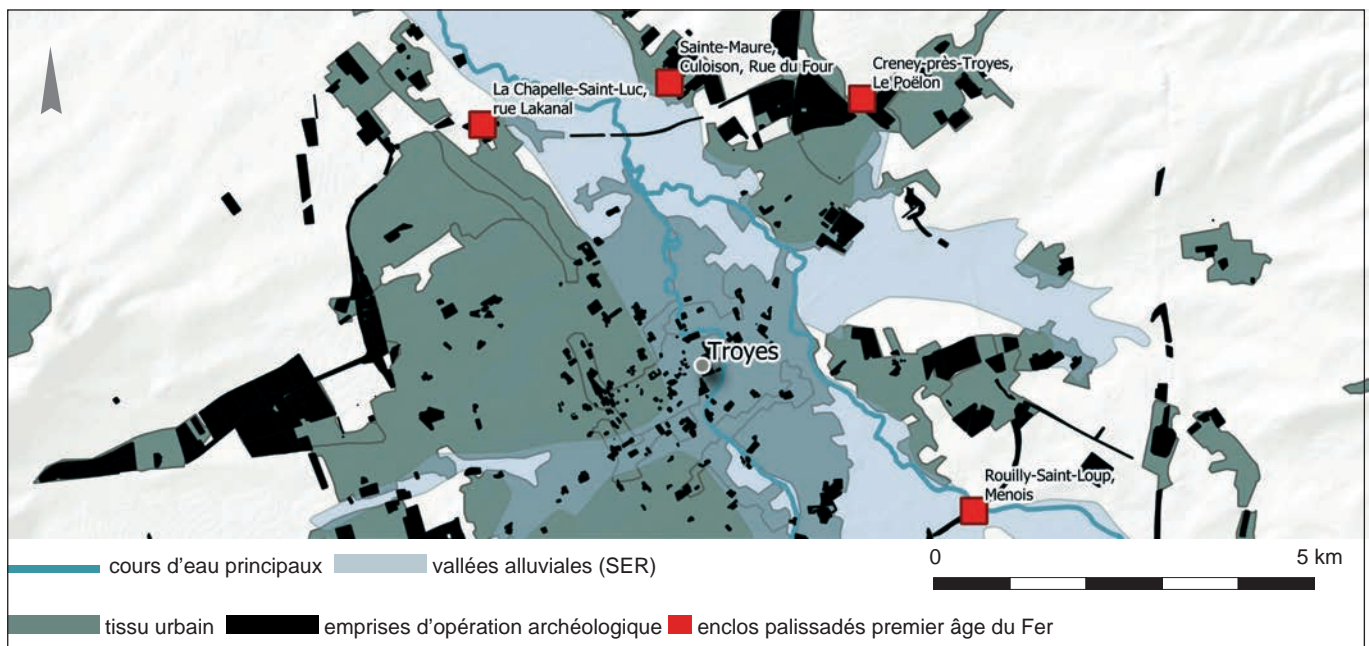 Sainte-Maure,
Culoison, Rue du Four
Creney-près-Troyes,
Le Poëlon
La Chapelle-Saint-Luc,
rue Lakanal
Troyes
Rouilly-Saint-Loup,
Menois
cours d'eau principaux
vallées alluviales (SER)
0
5 km
tissu urbain
emprises d'opération archéologique
enclos palissadés premier âge du Fer